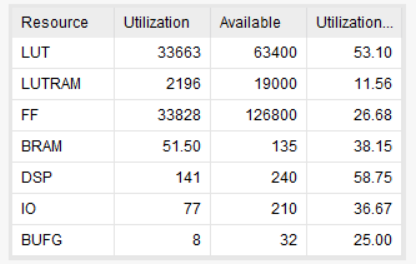 Resource Utilization Available Utilization...
LUT 33663 63400 53.10
LUTRAM 2196 19000 11.56
FF 33828 126800 26.68
BRAM 51.50 135 38.15
DSP 141 240 58.75
IO 77 210 36.67
BUFG 8 32 25.00